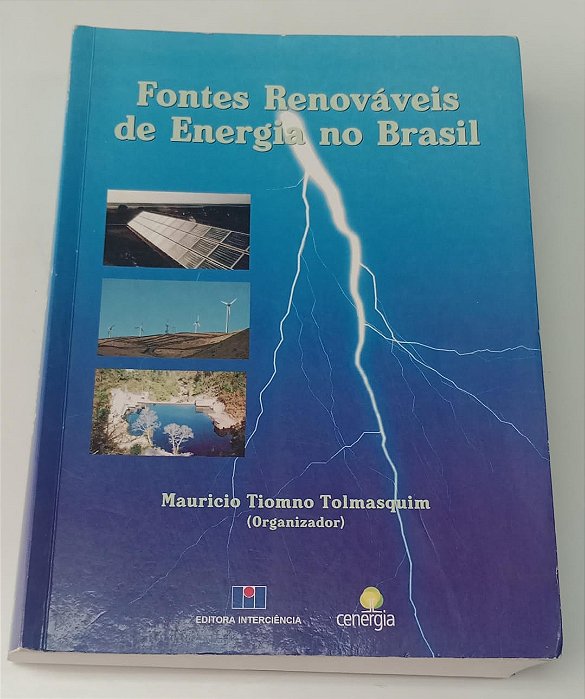 Fontes Renováveis
de Energia no Brasil
Mauricio Tiomno Tolmasquim
(Organizador)
EDITORA INTERCIÊNCIA
cenergia